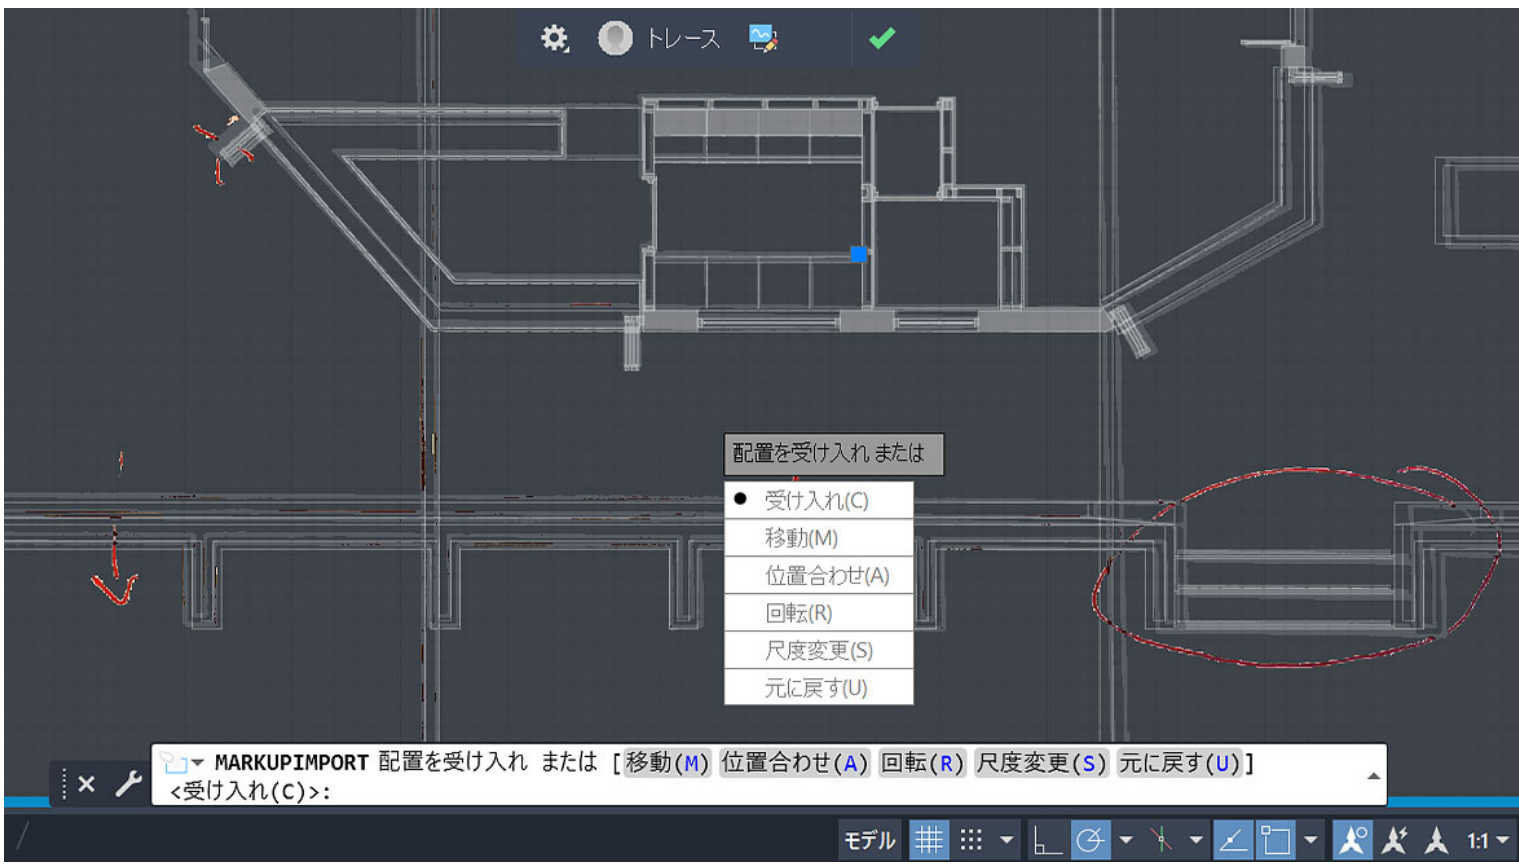 トレース
配置を受け入れ または
受け入れ(C)
移動(M)
位置合わせ(A)
回転(R)
尺度変更(S)
元に戻す(U)
MARKUPIMPORT 配置を受け入れ または [移動(M) 位置合わせ(A) 回転(R) 尺度変更(S) 元に戻す(U)]
<受け入れ(C)>:
モデル 1:1